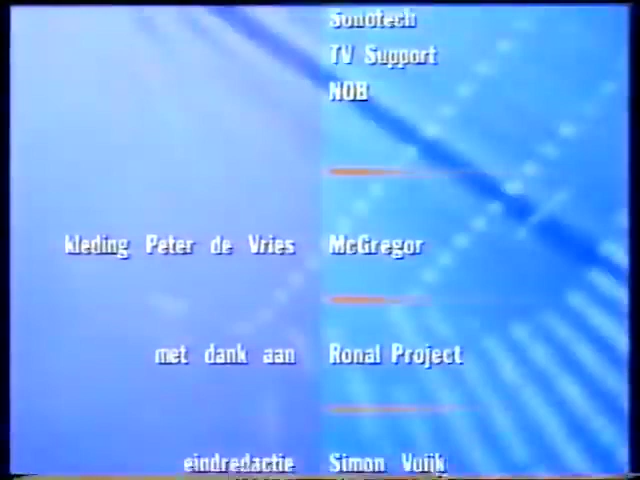 Sonotech
TV Support
NOB
kleding Peter de Vries McGregor
met dank aan Ronal Project
eindredactie Simon Vuijk